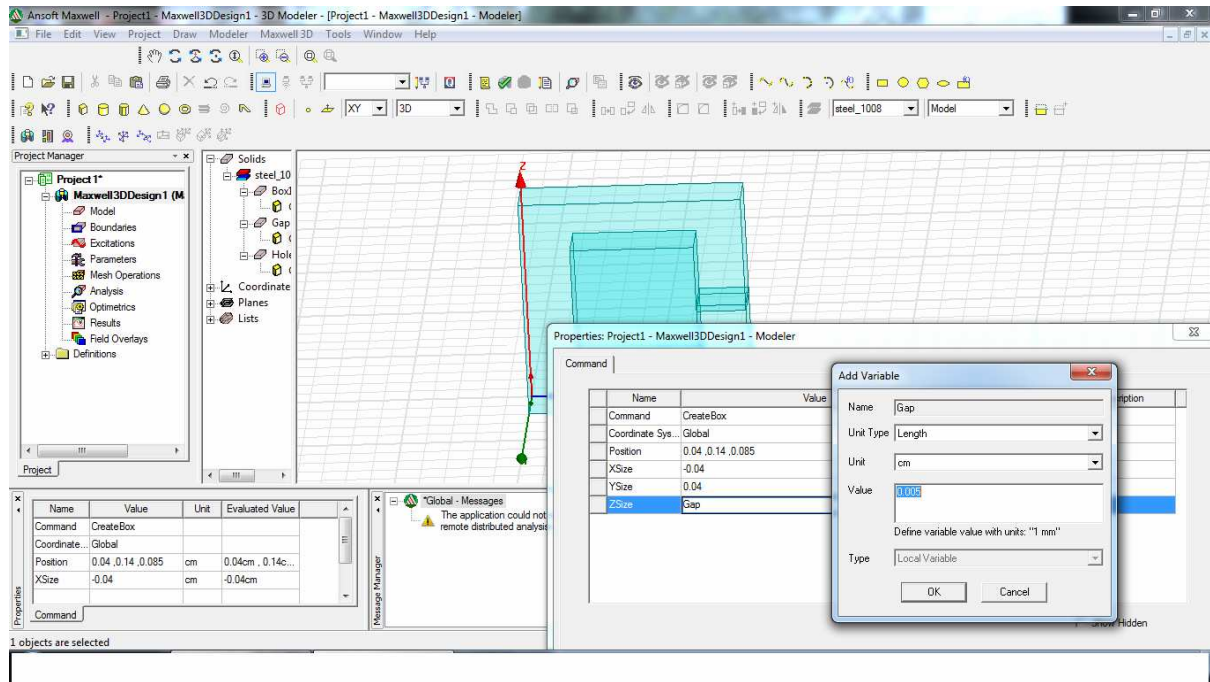 Ansoft Maxwell - Project1 - Maxwell3DDesign1 - 3D Modeler - [Project1 - Maxwell3DDesign1 - Modeler]
File Edit View Project Draw Modeler Maxwell 3D Tools Window Help
XY 3D steel_1008 Model
Project Manager
Project1*
Maxwell3DDesign1 (M
Model
Boundaries
Excitations
Parameters
Mesh Operations
Analysis
Optimetrics
Results
Field Overlays
Definitions
Project
Solids
steel_10
Box1
Gap
Hole
Coordinate
Planes
Lists
Z
Properties: Project1 - Maxwell3DDesign1 - Modeler
Command
Name Value
Command CreateBox
Coordinate Sys... Global
Position 0.04 ,0.14 ,0.085
XSize -0.04
YSize 0.04
ZSize Gap
Show Hidden
Add Variable
Name Gap
Unit Type Length
Unit cm
Value 0.005
Define variable value with units: "1 mm"
Type Local Variable
OK Cancel
Properties
Name Value Unit Evaluated Value
Command CreateBox
Coordinate... Global
Position 0.04 ,0.14 ,0.085 cm 0.04cm , 0.14c...
XSize -0.04 cm -0.04cm
Command
Message Manager
*Global - Messages
The application could not
remote distributed analysis
1 objects are selected